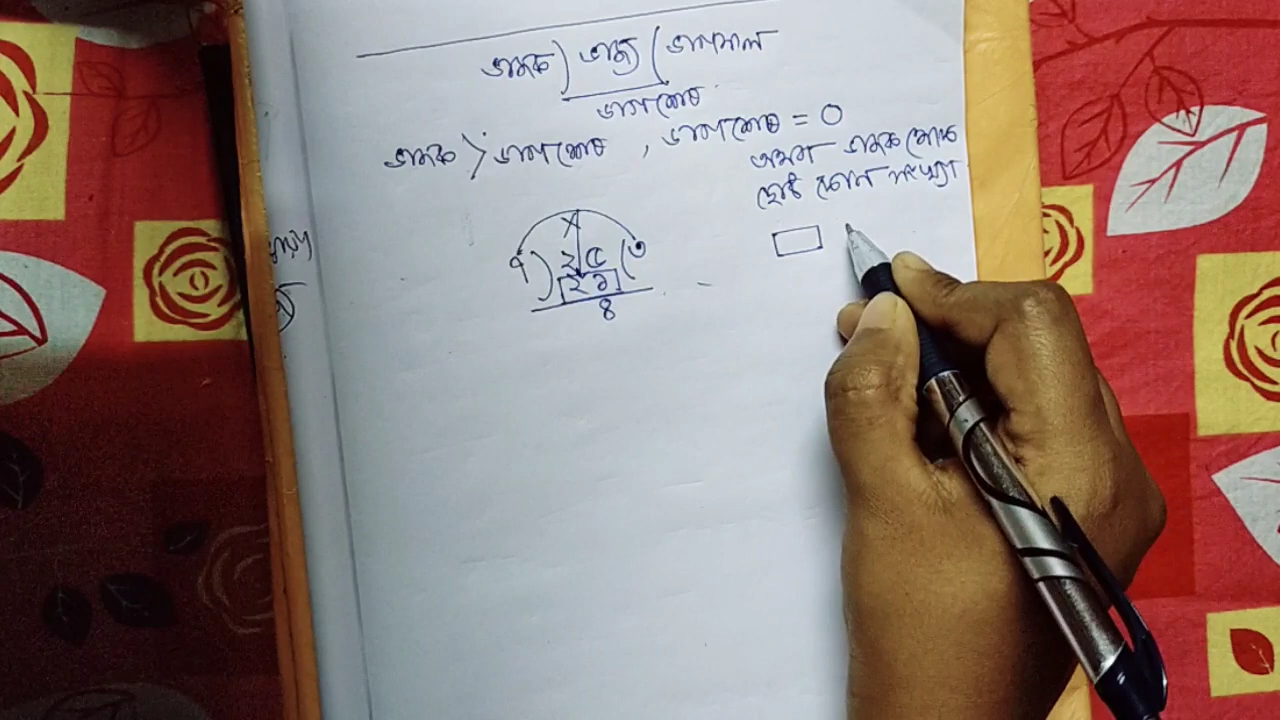 ভাজক ) ভাজ্য ( ভাগফল
ভাগশেষ
ভাজক > ভাগশেষ , ভাগশেষ = 0
অথবা ভাজক থেকে
ছোট কোন সংখ্যা
×
৭ ) ২৫ ( ৩
২১
৪